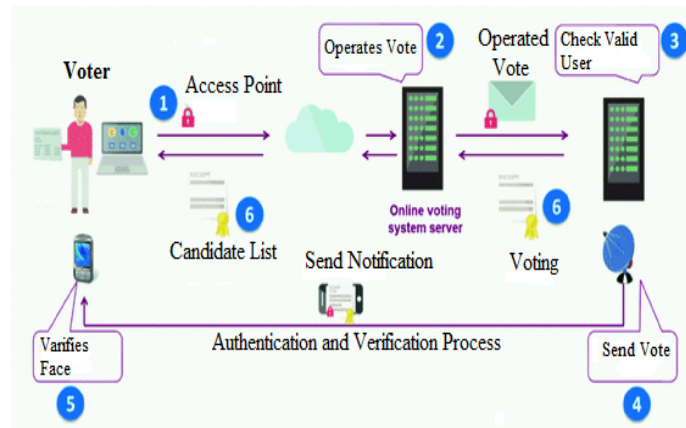 Voter
1
Access Point
Operates Vote
2
Operated
Vote
Check Valid
User
3
6
Candidate List
Online voting
system server
6
Voting
Send Notification
Authentication and Verification Process
Varifies
Face
5
Send Vote
4